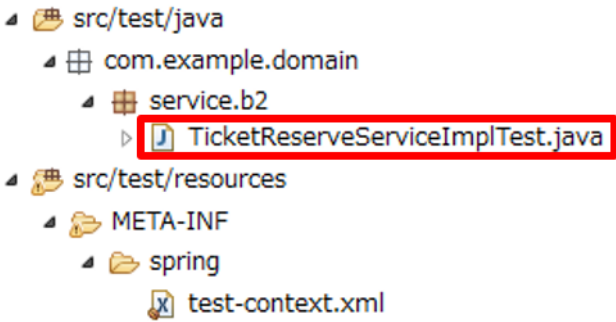 src/test/java
com.example.domain
service.b2
TicketReserveServiceImplTest.java
src/test/resources
META-INF
spring
test-context.xml